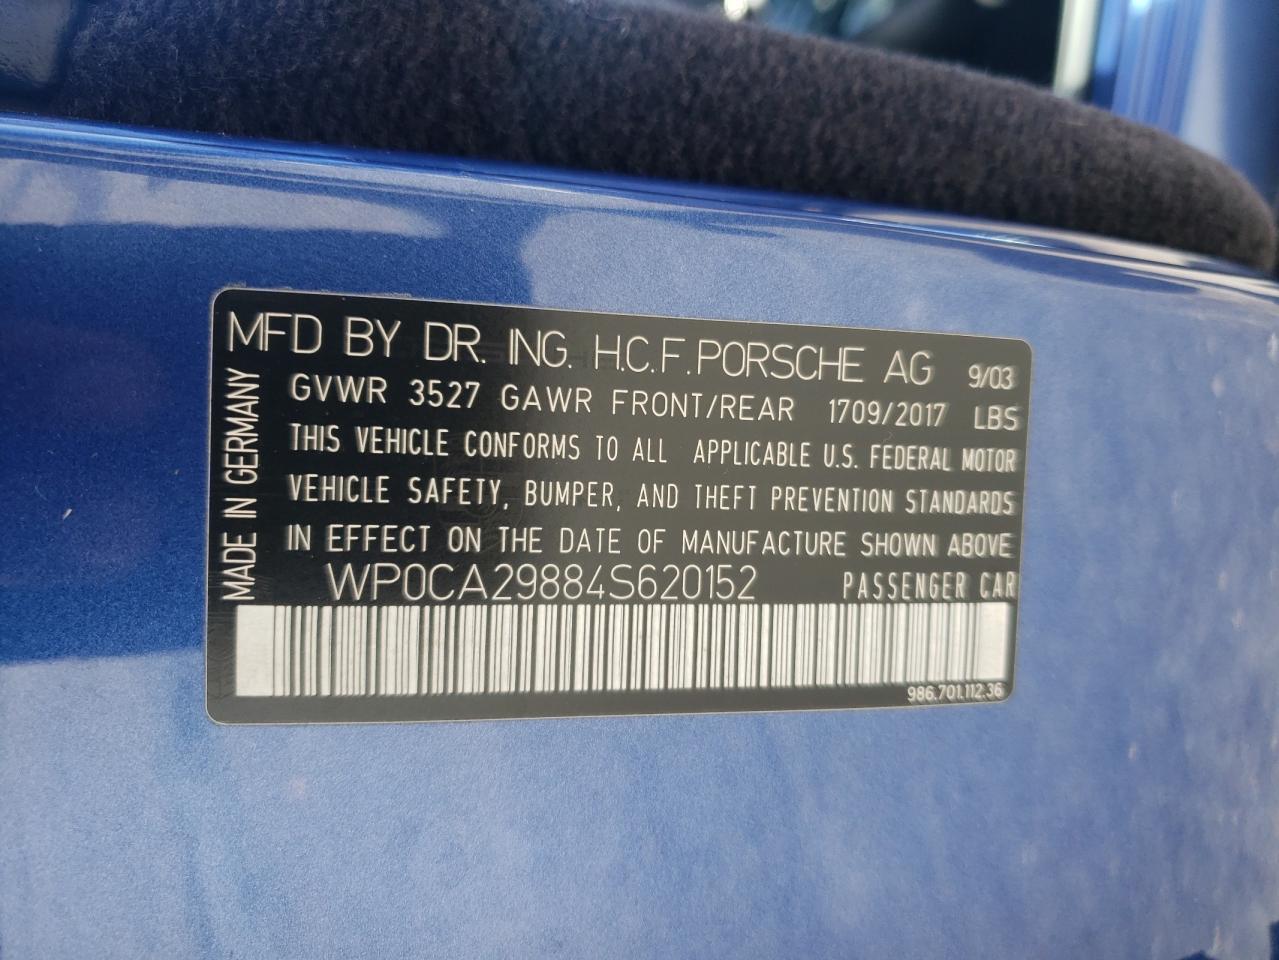 MFD BY DR. ING. H.C.F. PORSCHE AG 9/03
GVWR 3527 GAWR FRONT/REAR 1709/2017 LBS
THIS VEHICLE CONFORMS TO ALL APPLICABLE U.S. FEDERAL MOTOR
VEHICLE SAFETY, BUMPER, AND THEFT PREVENTION STANDARDS
IN EFFECT ON THE DATE OF MANUFACTURE SHOWN ABOVE
WP0CA29884S620152 PASSENGER CAR
986.701.112.36
MADE IN GERMANY